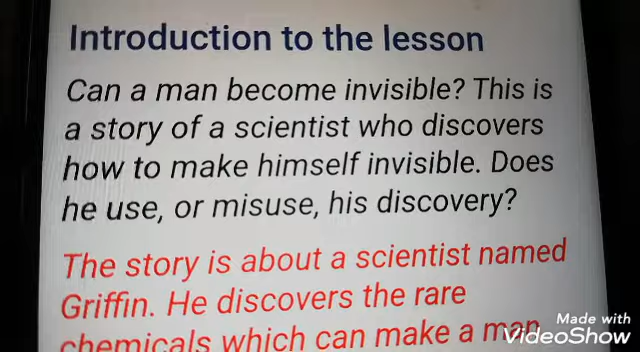 Introduction to the lesson
Can a man become invisible? This is
a story of a scientist who discovers
how to make himself invisible. Does
he use, or misuse, his discovery?
The story is about a scientist named
Griffin. He discovers the rare
chemicals which can make a man
Made with
VideoShow